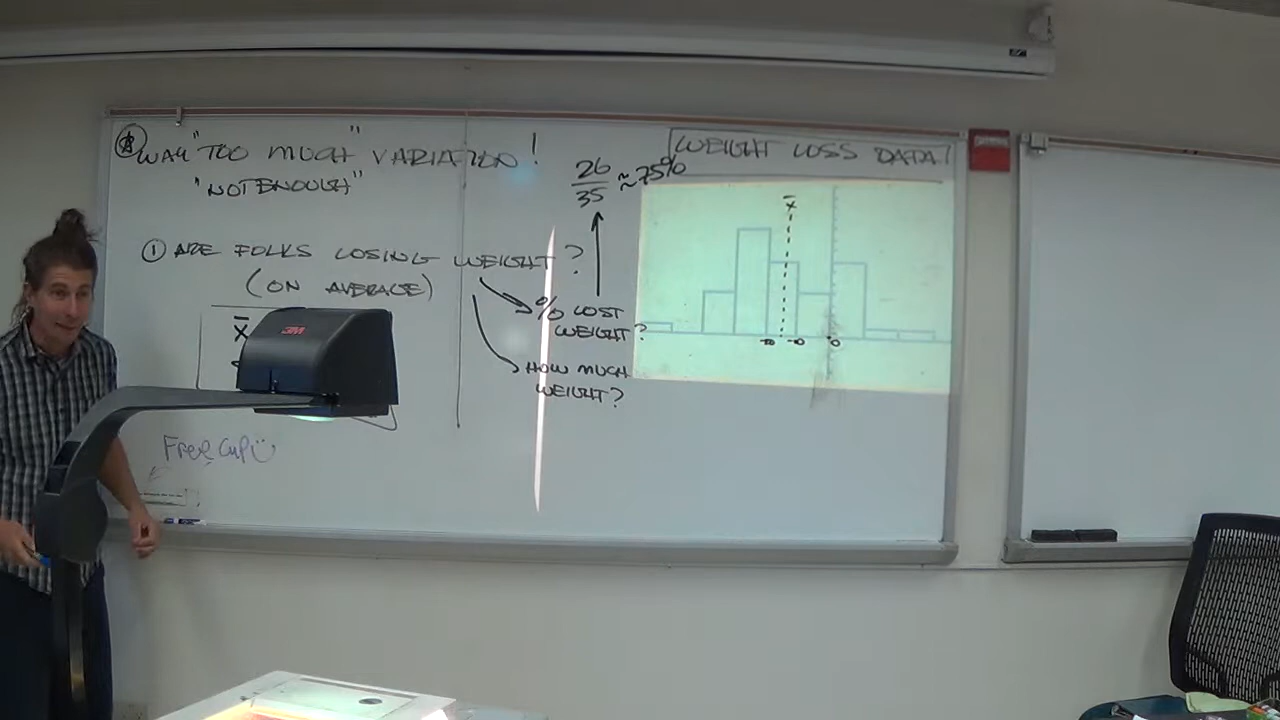 WAY "TOO MUCH" VARIATION!
"NOT ENOUGH"
① ARE FOLKS LOSING WEIGHT?
(ON AVERAGE)
x̄
3M
Free Cup
26
35
≈75%
% LOST
WEIGHT?
HOW MUCH
WEIGHT?
WEIGHT LOSS DATA!
x̄
0